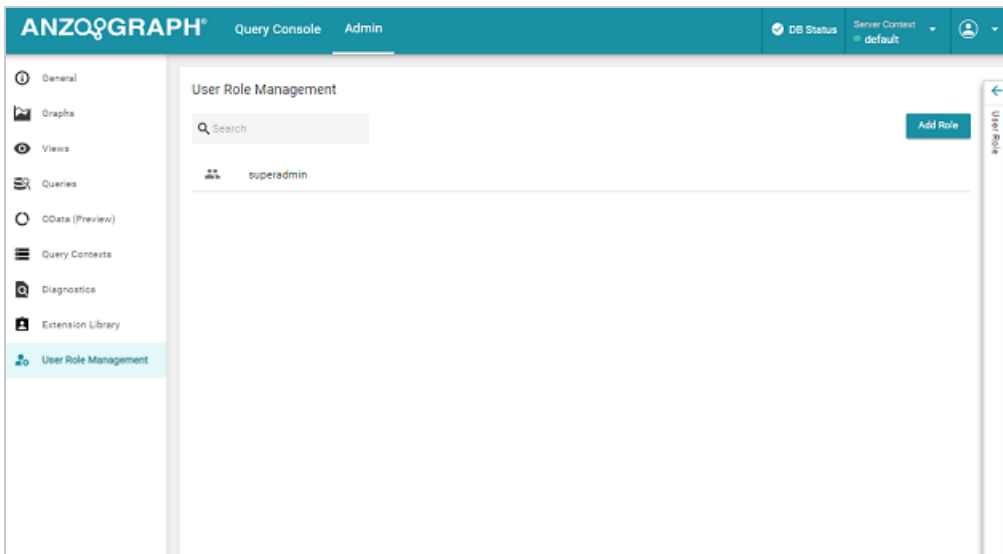 ANZOGRAPH® Query Console Admin DB Status Server Context default
General
Graphs
Views
Queries
OData (Preview)
Query Contexts
Diagnostics
Extension Library
User Role Management
User Role Management
Search
Add Role
superadmin
User Role